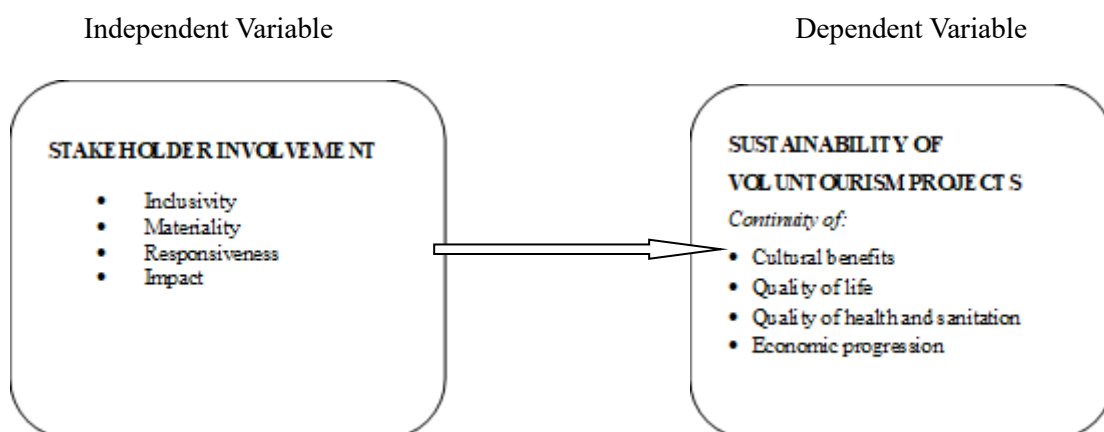 Independent Variable
Dependent Variable
STAKEHOLDER INVOLVEMENT
• Inclusivity
• Materiality
• Responsiveness
• Impact
SUSTAINABILITY OF
VOLUNTOURISM PROJECTS
Continuity of:
• Cultural benefits
• Quality of life
• Quality of health and sanitation
• Economic progression